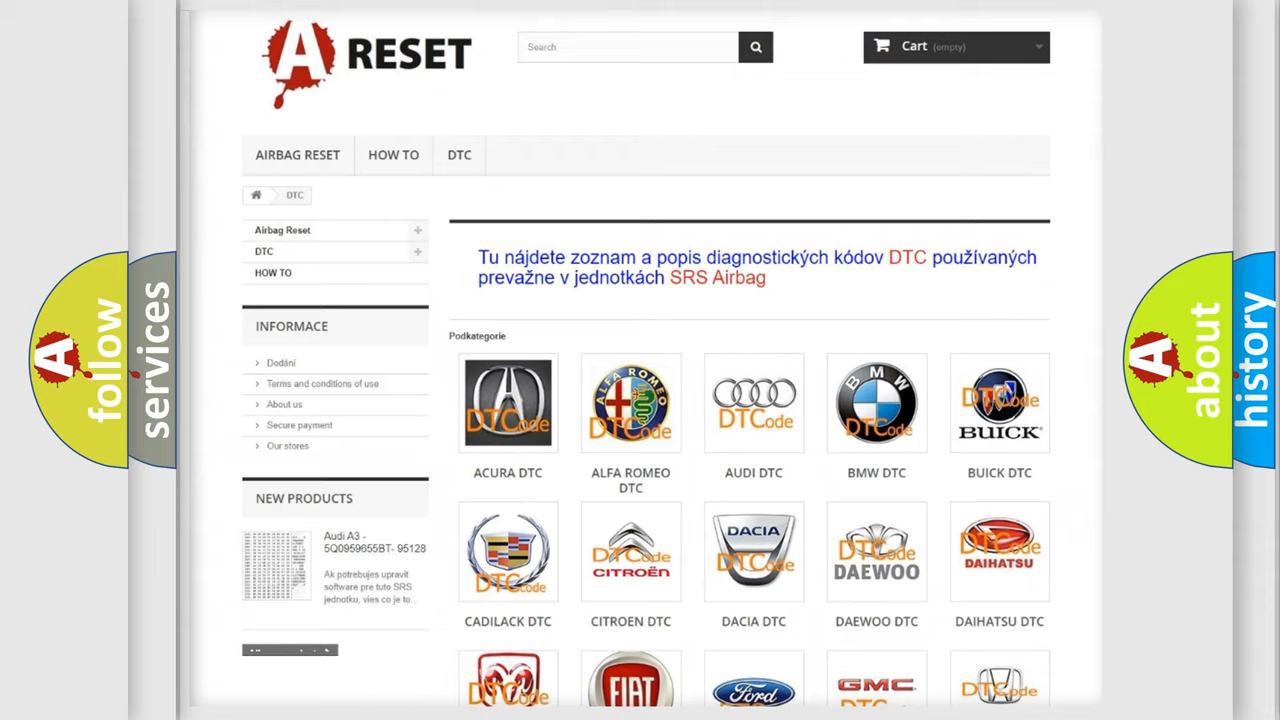 A RESET
Search
Cart (empty)
AIRBAG RESET
HOW TO
DTC
DTC
Airbag Reset
DTC
HOW TO
Tu nájdete zoznam a popis diagnostických kódov DTC používaných
prevažne v jednotkách SRS Airbag
INFORMACE
Dodání
Terms and conditions of use
About us
Secure payment
Our stores
Podkategorie
DTCode
ALFA ROMEO
DTCode
DTCode
BMW
DTCode
DTCode
BUICK
ACURA DTC
ALFA ROMEO
DTC
AUDI DTC
BMW DTC
BUICK DTC
NEW PRODUCTS
Audi A3 -
5Q0959655BT- 95128
Ak potrebujes upravit
software pre tuto SRS
jednotku, vies co je to...
DTCode
DTCode
CITROËN
DACIA
DTCode
DTCode
DAEWOO
DTCode
DAIHATSU
CADILACK DTC
CITROEN DTC
DACIA DTC
DAEWOO DTC
DAIHATSU DTC
DTCode
FIAT
Ford
GMC
DTCode
A follow
services
A about
history